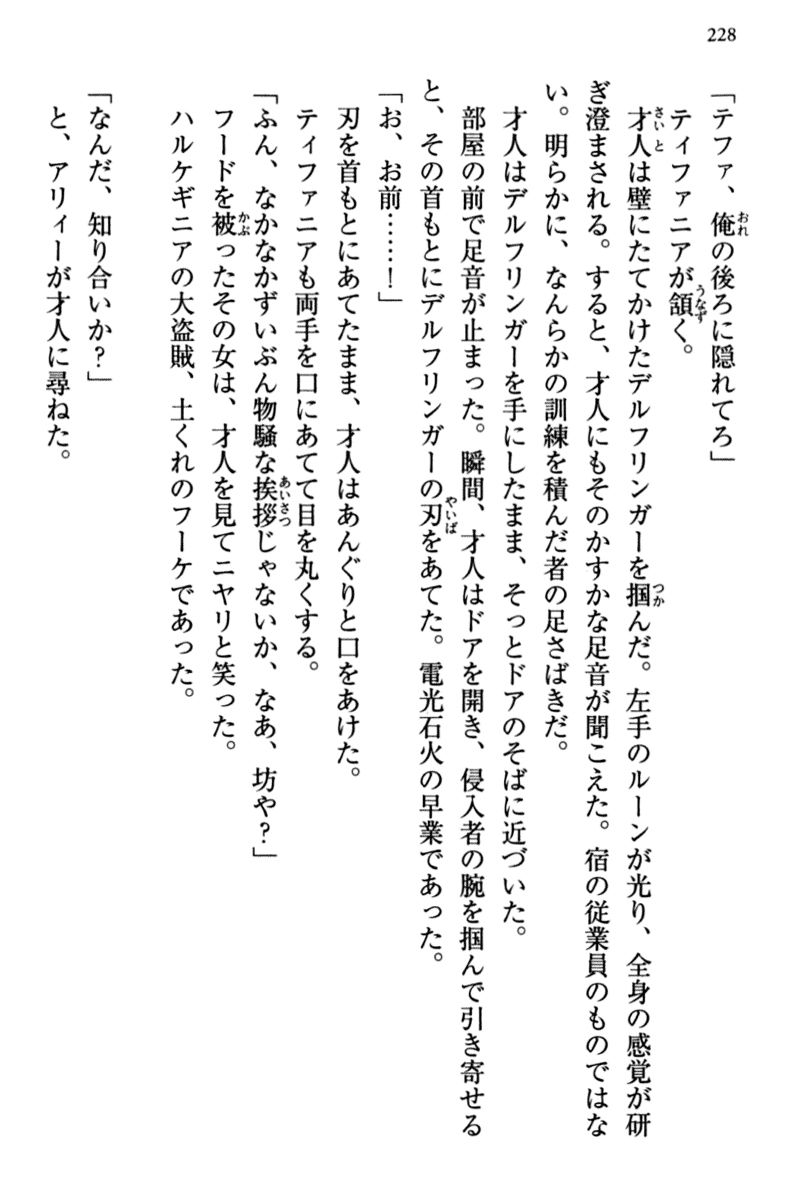 228
「テファ、俺の後ろに隠れてろ」
ティファニアが頷く。
才人は壁にたてかけたデルフリンガーを掴んだ。左手のルーンが光り、全身の感覚が研
ぎ澄まされる。すると、才人にもそのかすかな足音が聞こえた。宿の従業員のものではな
い。明らかに、なんらかの訓練を積んだ者の足さばきだ。
才人はデルフリンガーを手にしたまま、そっとドアのそばに近づいた。
部屋の前で足音が止まった。瞬間、才人はドアを開き、侵入者の腕を掴んで引き寄せる
と、その首もとにデルフリンガーの刃をあてた。電光石火の早業であった。
「お、お前……！」
刃を首もとにあてたまま、才人はあんぐりと口をあけた。
ティファニアも両手を口にあてて目を丸くする。
「ふん、なかなかずいぶん物騒な挨拶じゃないか、なあ、坊や？」
フードを被ったその女は、才人を見てニヤリと笑った。
ハルケギニアの大盗賊、土くれのフーケであった。
「なんだ、知り合いか？」
と、アリィーが才人に尋ねた。